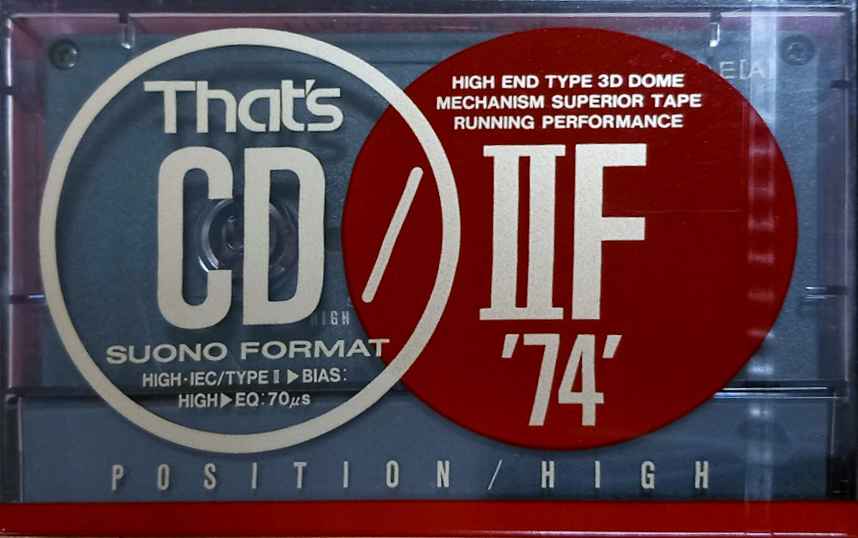 That's
CD/IIF
'74'
HIGH END TYPE 3D DOME
MECHANISM SUPERIOR TAPE
RUNNING PERFORMANCE
SUONO FORMAT
HIGH·IEC/TYPE II ▶BIAS:
HIGH▶EQ:70μs
HIGH
POSITION/HIGH